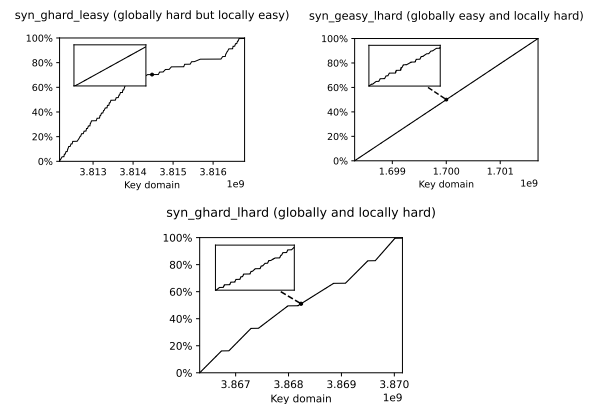 syn_ghard_leasy (globally hard but locally easy)
100%
80%
60%
40%
20%
0%
3.813 3.814 3.815 3.816
Key domain 1e9
syn_geasy_lhard (globally easy and locally hard)
100%
80%
60%
40%
20%
0%
1.699 1.700 1.701
Key domain 1e9
syn_ghard_lhard (globally and locally hard)
100%
80%
60%
40%
20%
0%
3.867 3.868 3.869 3.870
Key domain 1e9